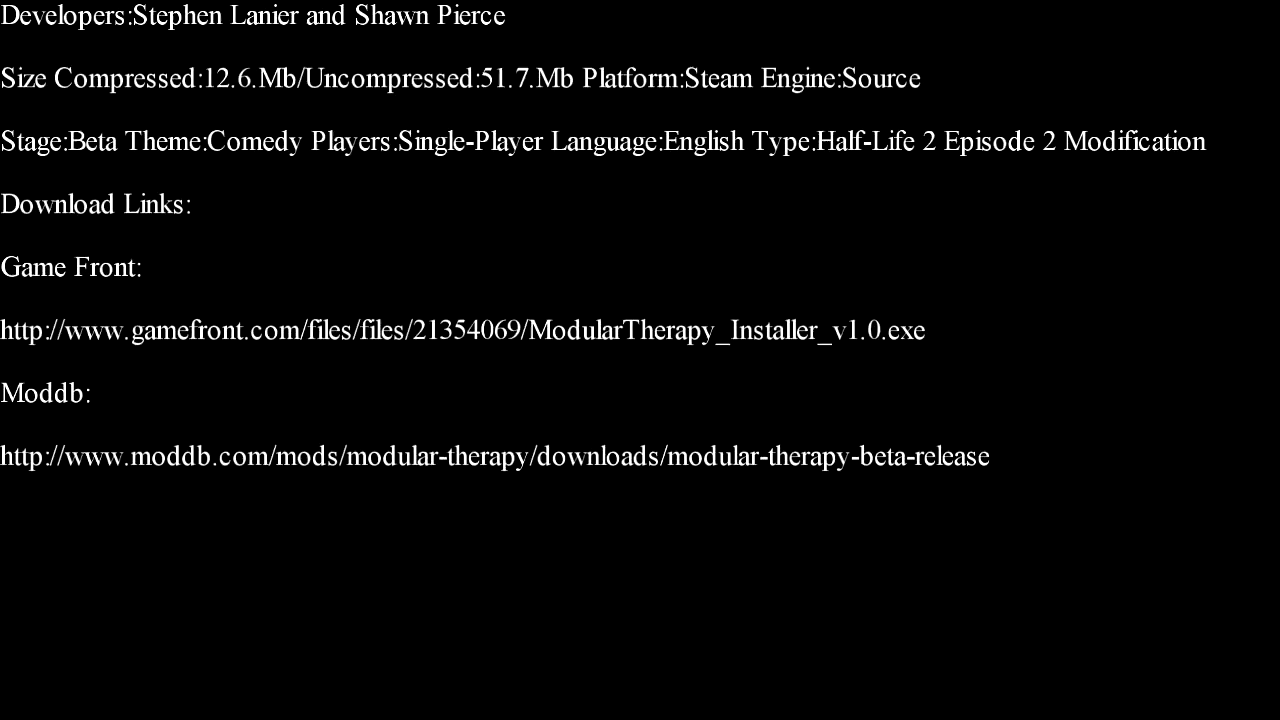 Developers:Stephen Lanier and Shawn Pierce
Size Compressed:12.6.Mb/Uncompressed:51.7.Mb Platform:Steam Engine:Source
Stage:Beta Theme:Comedy Players:Single-Player Language:English Type:Half-Life 2 Episode 2 Modification
Download Links:
Game Front:
http://www.gamefront.com/files/files/21354069/ModularTherapy_Installer_v1.0.exe
Moddb:
http://www.moddb.com/mods/modular-therapy/downloads/modular-therapy-beta-release